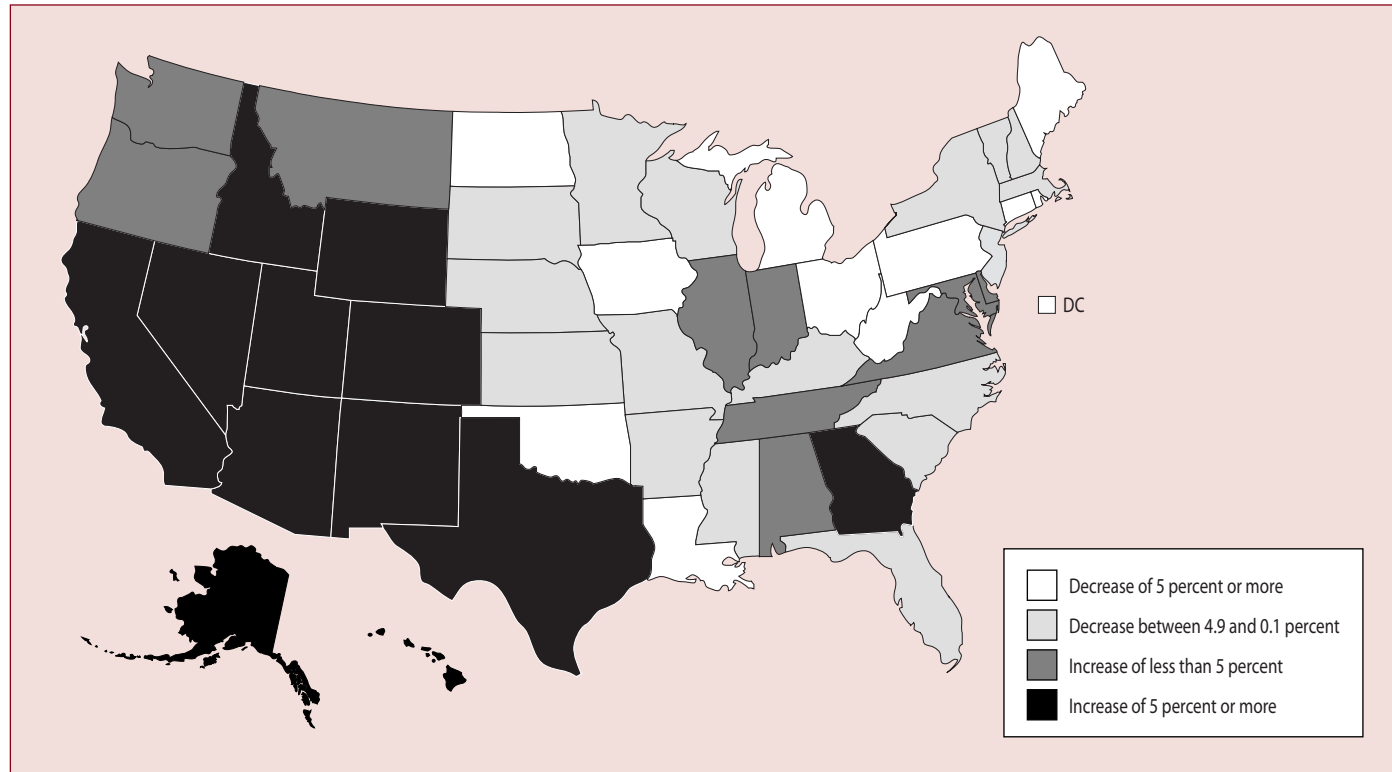 DC
Decrease of 5 percent or more
Decrease between 4.9 and 0.1 percent
Increase of less than 5 percent
Increase of 5 percent or more